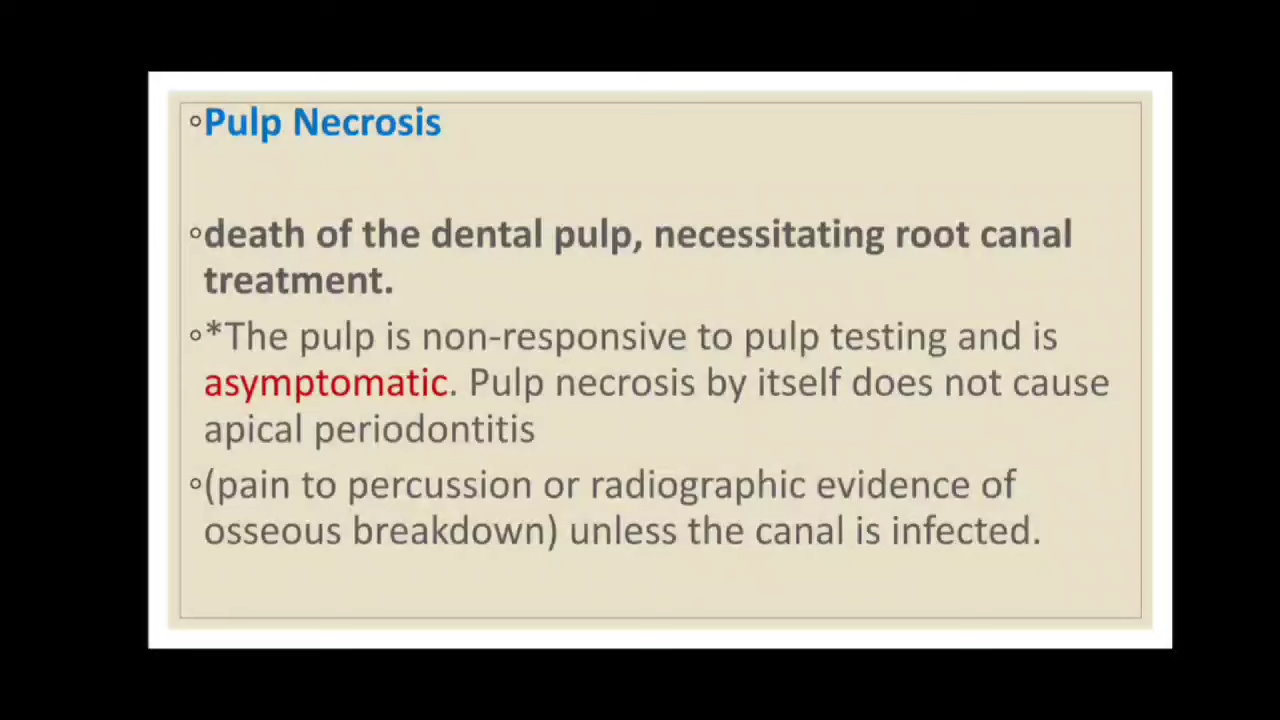 ◦Pulp Necrosis
◦death of the dental pulp, necessitating root canal
treatment.
◦*The pulp is non-responsive to pulp testing and is
asymptomatic. Pulp necrosis by itself does not cause
apical periodontitis
◦(pain to percussion or radiographic evidence of
osseous breakdown) unless the canal is infected.